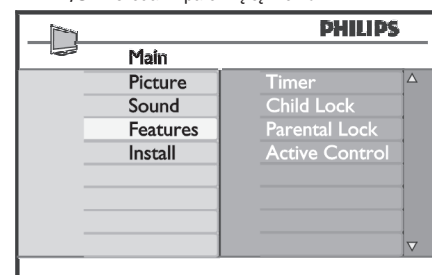 PHILIPS
Main
Picture
Sound
Features
Install
Timer
Child Lock
Parental Lock
Active Control